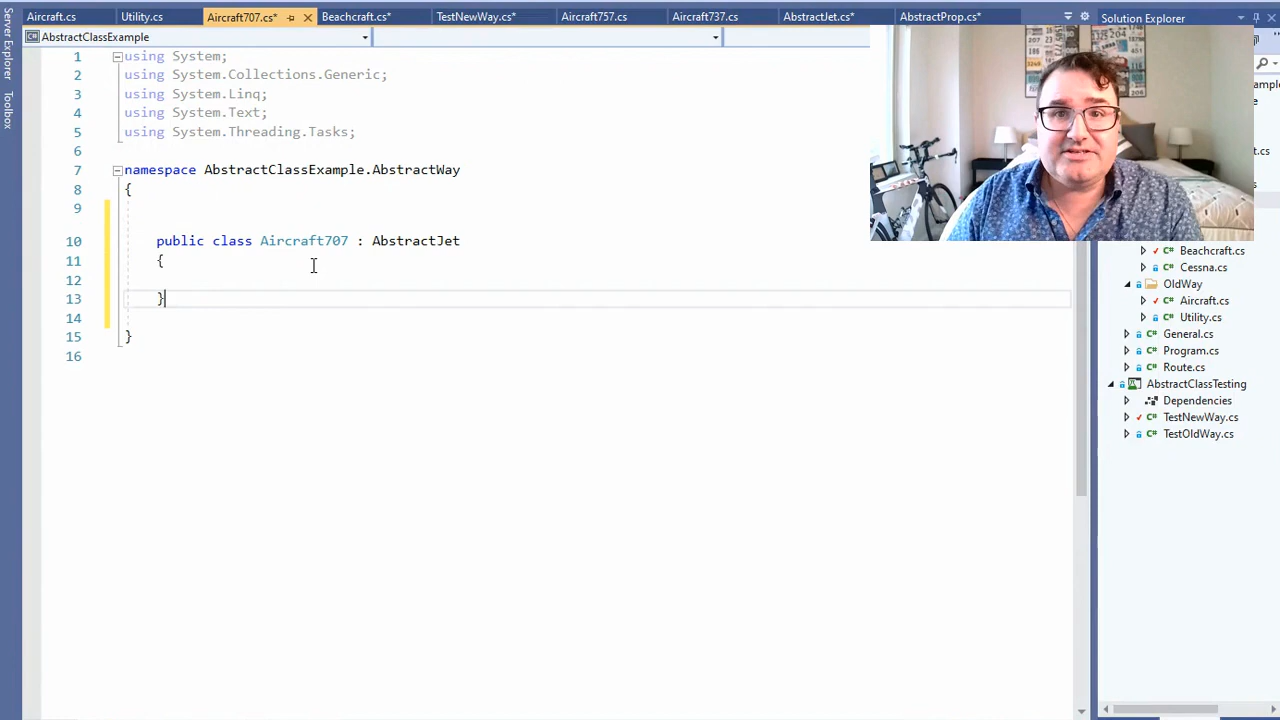 Aircraft.cs
Utility.cs
Aircraft707.cs*
Beachcraft.cs*
TestNewWay.cs*
Aircraft757.cs
Aircraft737.cs
AbstractJet.cs*
AbstractProp.cs*
Solution Explorer
Server Explorer
Toolbox
AbstractClassExample
1 using System;
2 using System.Collections.Generic;
3 using System.Linq;
4 using System.Text;
5 using System.Threading.Tasks;
6
7 namespace AbstractClassExample.AbstractWay
8 {
9
10 public class Aircraft707 : AbstractJet
11 {
12
13 }
14
15 }
16
Beachcraft.cs
Cessna.cs
OldWay
Aircraft.cs
Utility.cs
General.cs
Program.cs
Route.cs
AbstractClassTesting
Dependencies
TestNewWay.cs
TestOldWay.cs